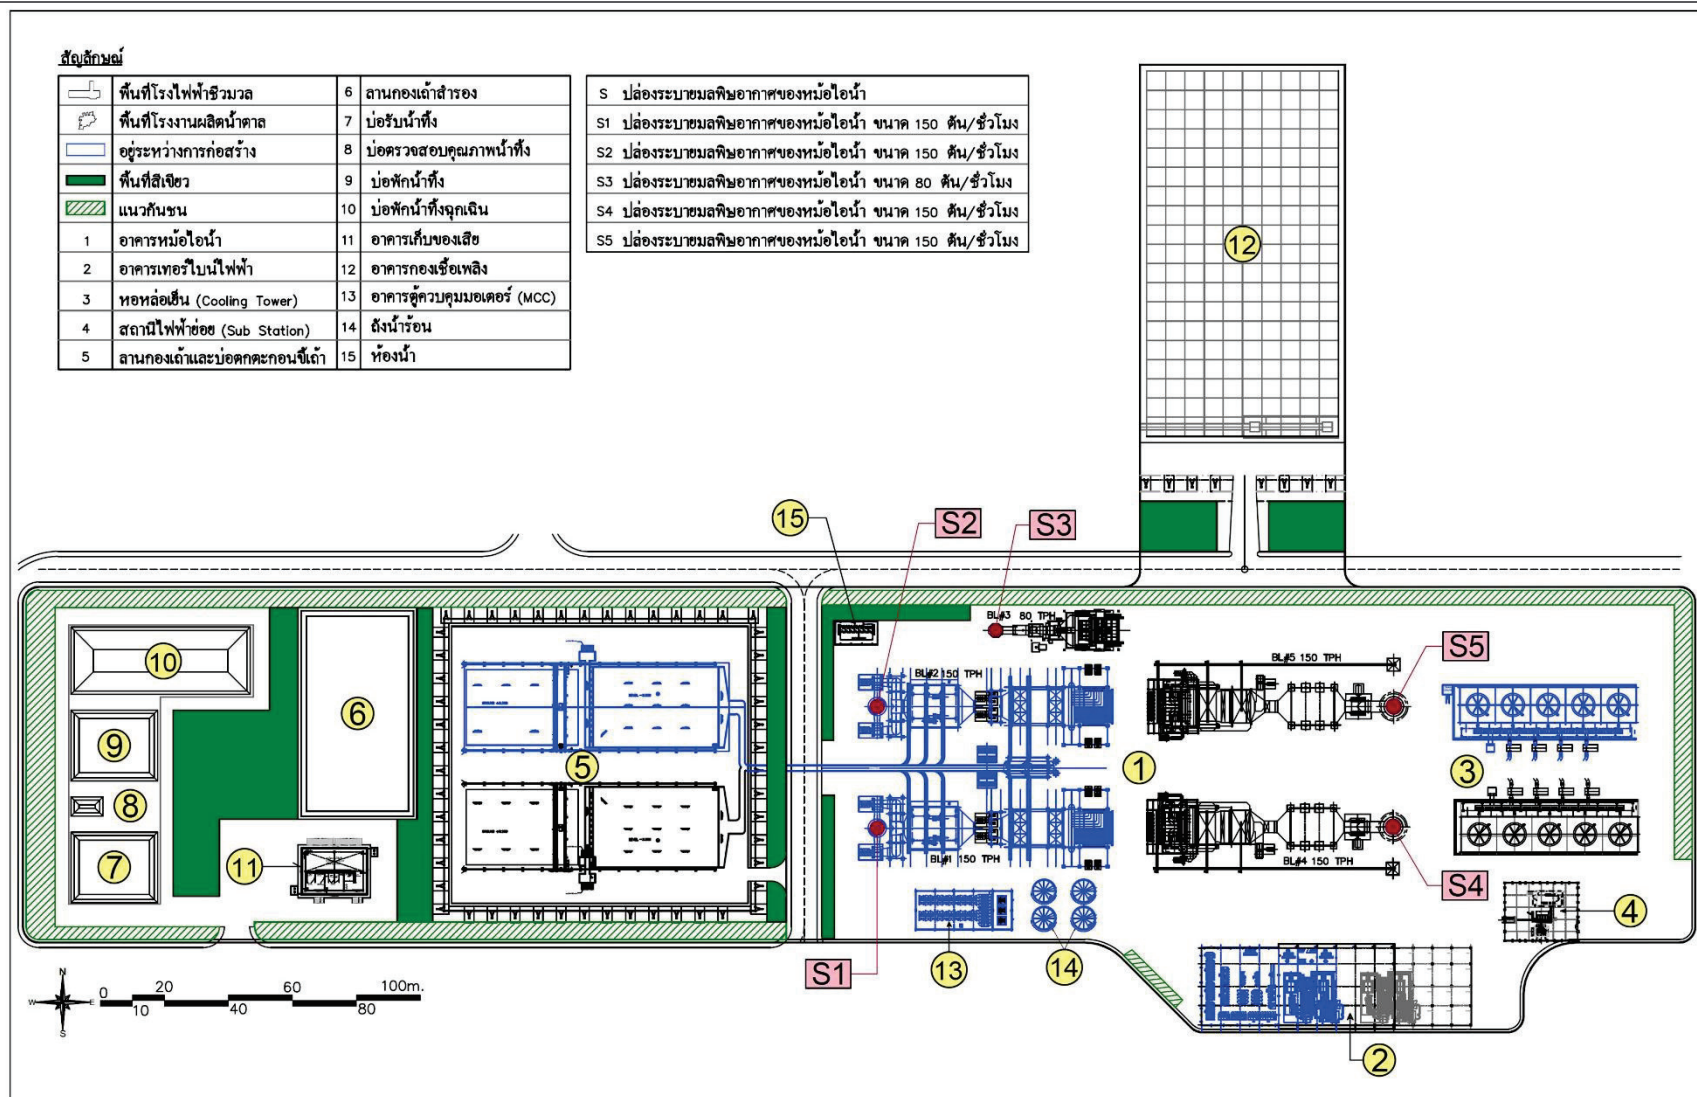 สัญลักษณ์
พื้นที่โรงไฟฟ้าชีวมวล
พื้นที่โรงงานผลิตน้ำตาล
อยู่ระหว่างการก่อสร้าง
พื้นที่สีเขียว
แนวกันชน
1 อาคารหม้อไอน้ำ
2 อาคารเทอร์ไบน์ไฟฟ้า
3 หอหล่อเย็น (Cooling Tower)
4 สถานีไฟฟ้าย่อย (Sub Station)
5 ลานกองเถ้าและบ่อตกตะกอนขี้เถ้า
6 ลานกองเถ้าสำรอง
7 บ่อรับน้ำทิ้ง
8 บ่อตรวจสอบคุณภาพน้ำทิ้ง
9 บ่อพักน้ำทิ้ง
10 บ่อพักน้ำทิ้งฉุกเฉิน
11 อาคารเก็บของเสีย
12 อาคารกองเชื้อเพลิง
13 อาคารตู้ควบคุมมอเตอร์ (MCC)
14 ถังน้ำร้อน
15 ห้องน้ำ
S ปล่องระบายมลพิษอากาศของหม้อไอน้ำ
S1 ปล่องระบายมลพิษอากาศของหม้อไอน้ำ ขนาด 150 ตัน/ชั่วโมง
S2 ปล่องระบายมลพิษอากาศของหม้อไอน้ำ ขนาด 150 ตัน/ชั่วโมง
S3 ปล่องระบายมลพิษอากาศของหม้อไอน้ำ ขนาด 80 ตัน/ชั่วโมง
S4 ปล่องระบายมลพิษอากาศของหม้อไอน้ำ ขนาด 150 ตัน/ชั่วโมง
S5 ปล่องระบายมลพิษอากาศของหม้อไอน้ำ ขนาด 150 ตัน/ชั่วโมง
12
15
S2
S3
BL#3 80 TPH
10
6
BL#2 150 TPH
BL#5 150 TPH
S5
9
5
1
3
8
7
11
BL#1 150 TPH
BL#4 150 TPH
S4
4
S1
13
14
A
2
N
W
E
S
0 20 60 100m.
10 40 80